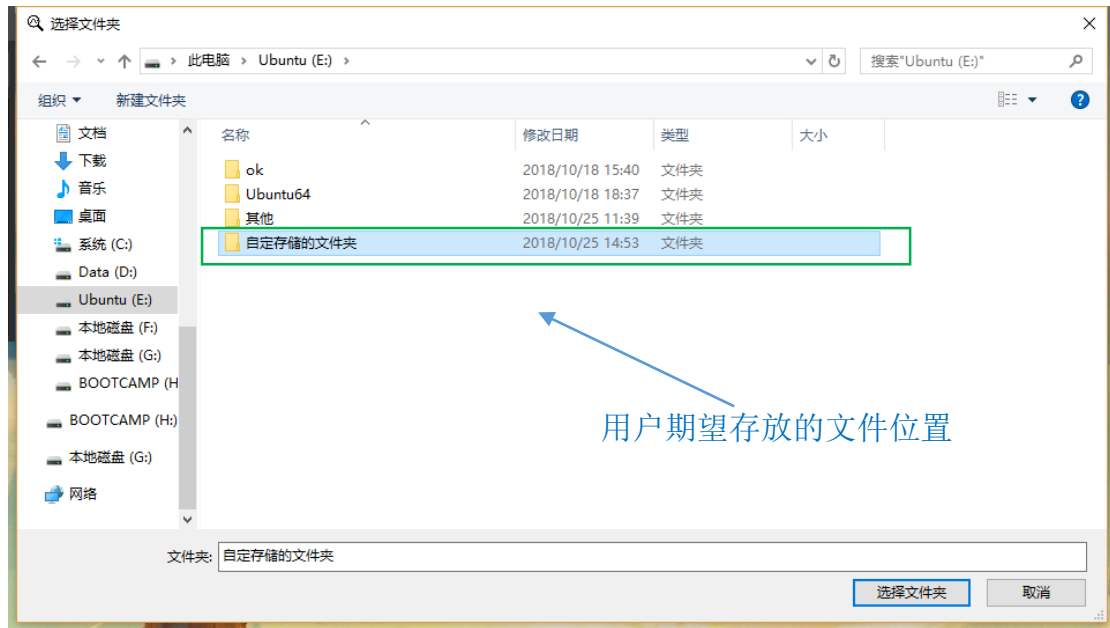 选择文件夹
此电脑 › Ubuntu (E:) ›
搜索"Ubuntu (E:)"
组织 新建文件夹
名称 修改日期 类型 大小
文档
下载
音乐
桌面
系统 (C:)
Data (D:)
Ubuntu (E:)
本地磁盘 (F:)
本地磁盘 (G:)
BOOTCAMP (H
BOOTCAMP (H:)
本地磁盘 (G:)
网络
ok 2018/10/18 15:40 文件夹
Ubuntu64 2018/10/18 18:37 文件夹
其他 2018/10/25 11:39 文件夹
自定存储的文件夹 2018/10/25 14:53 文件夹
用户期望存放的文件位置
文件夹: 自定存储的文件夹
选择文件夹 取消